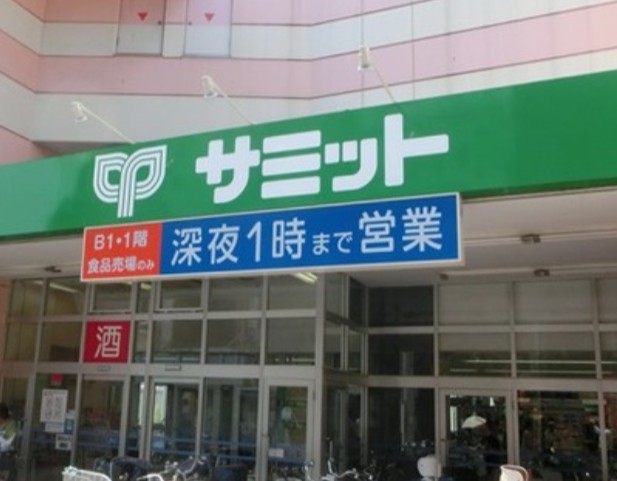 サミット
B1・1階
食品売場のみ
深夜1時まで営業
酒